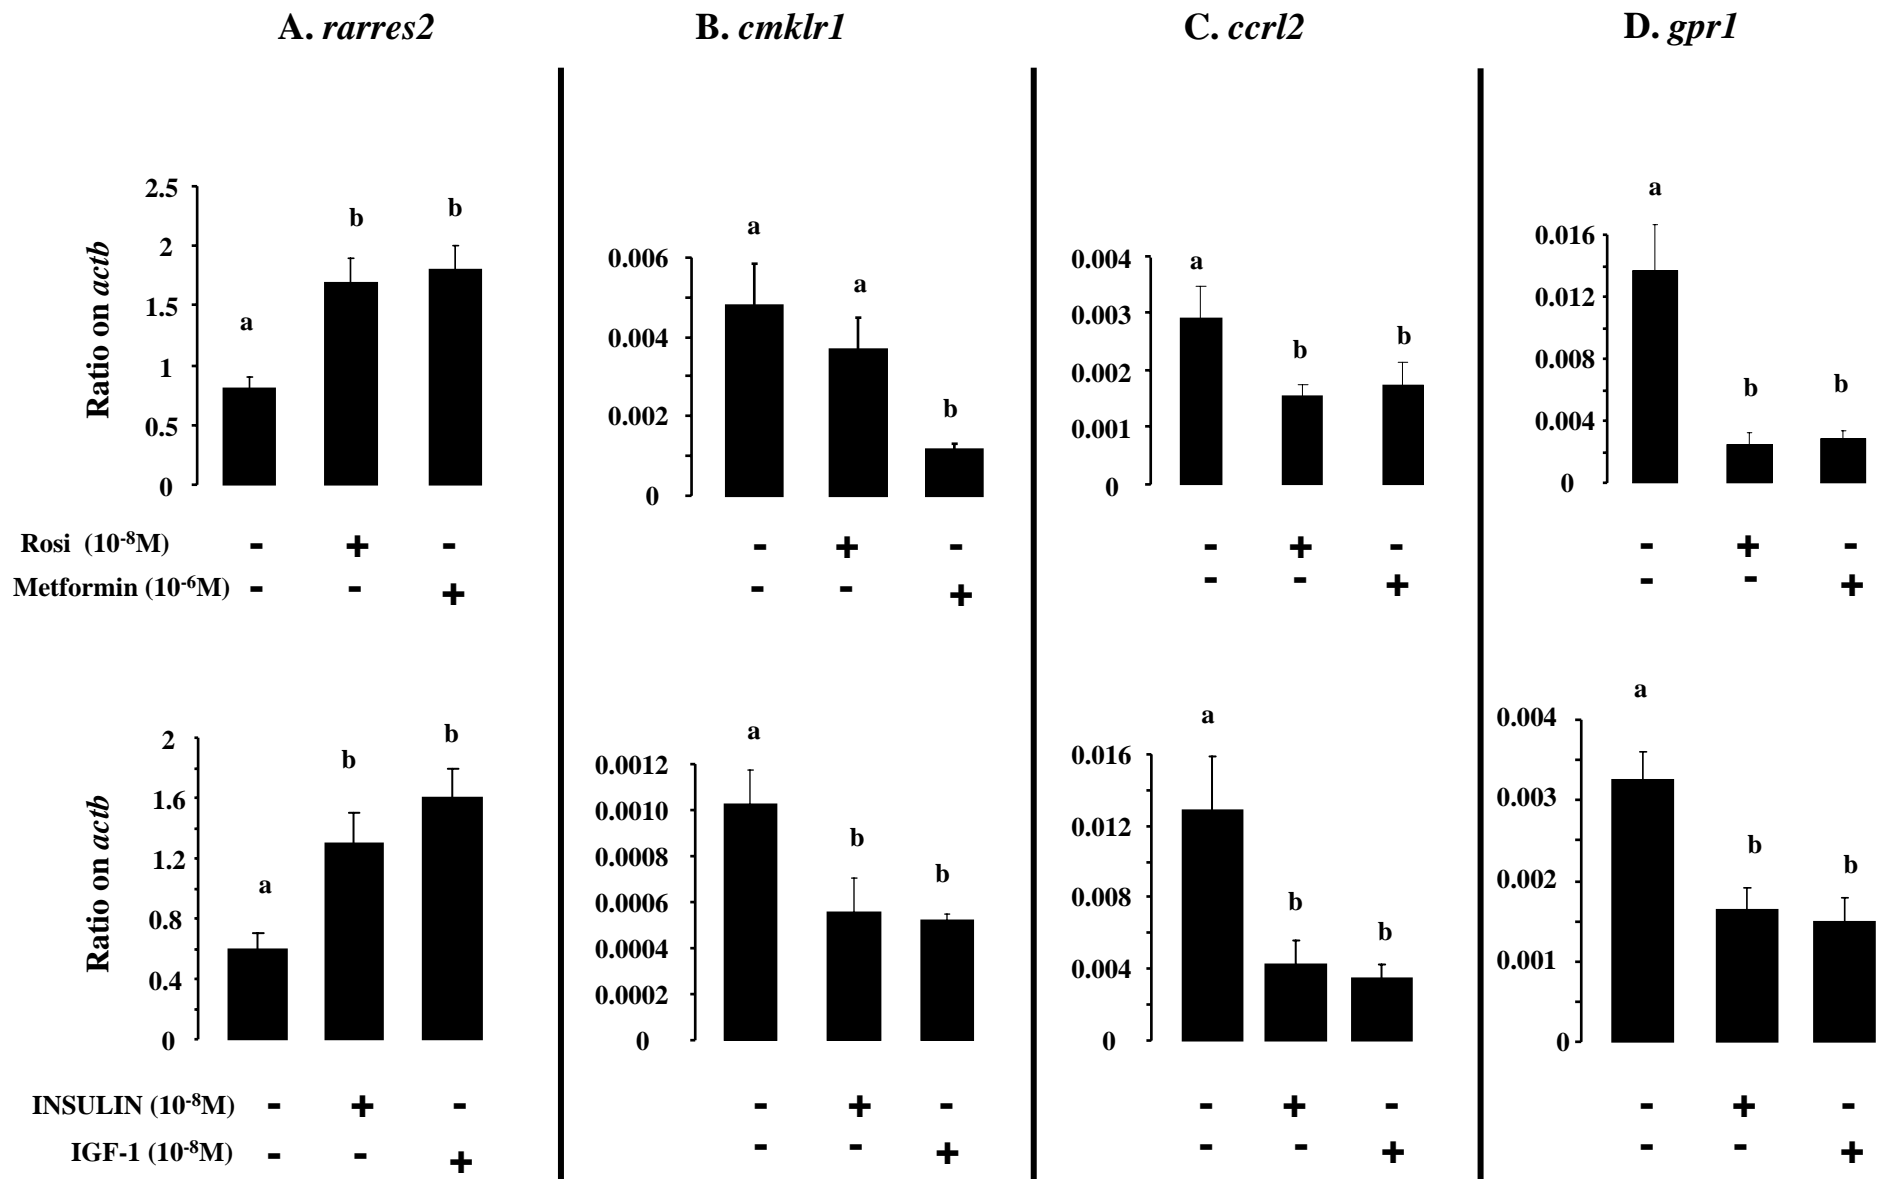 A. rarres2
B. cmklr1
C. ccrl2
D. gpr1
Ratio on actb
2.5
2
1.5
1
0.5
0
a
b
b
0.006
0.004
0.002
0
a
a
b
0.004
0.003
0.002
0.001
0
a
b
b
0.016
0.012
0.008
0.004
0
a
b
b
Rosi (10-8M) - + - - + - - + - - + -
Metformin (10-6M) - - + - - + - - + - - +
Ratio on actb
2
1.6
1.2
0.8
0.4
0
a
b
b
0.0012
0.0010
0.0008
0.0006
0.0004
0.0002
0
a
b
b
0.016
0.012
0.008
0.004
0
a
b
b
0.004
0.003
0.002
0.001
0
a
b
b
INSULIN (10-8M) - + - - + - - + - - + -
IGF-1 (10-8M) - - + - - + - - + - - +